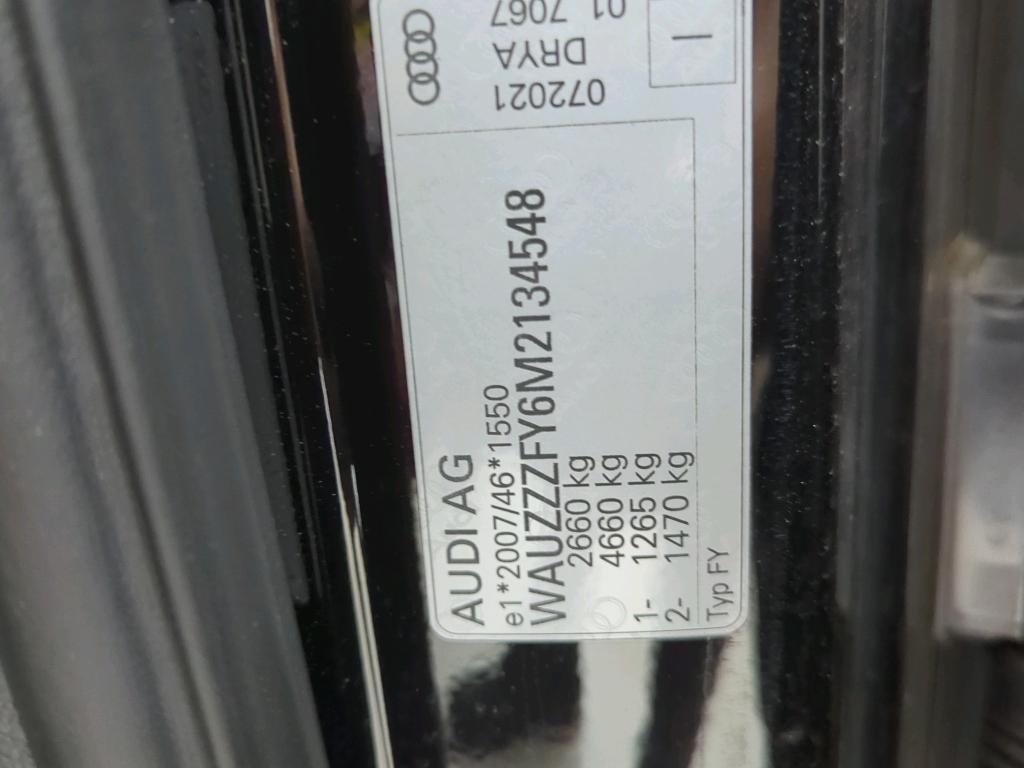 AUDI AG
e1*2007/46*1550
WAUZZZFY6M2134548
2660 kg
4660 kg
1- 1265 kg
2- 1470 kg
Typ FY
072021
DRYA
01 7067